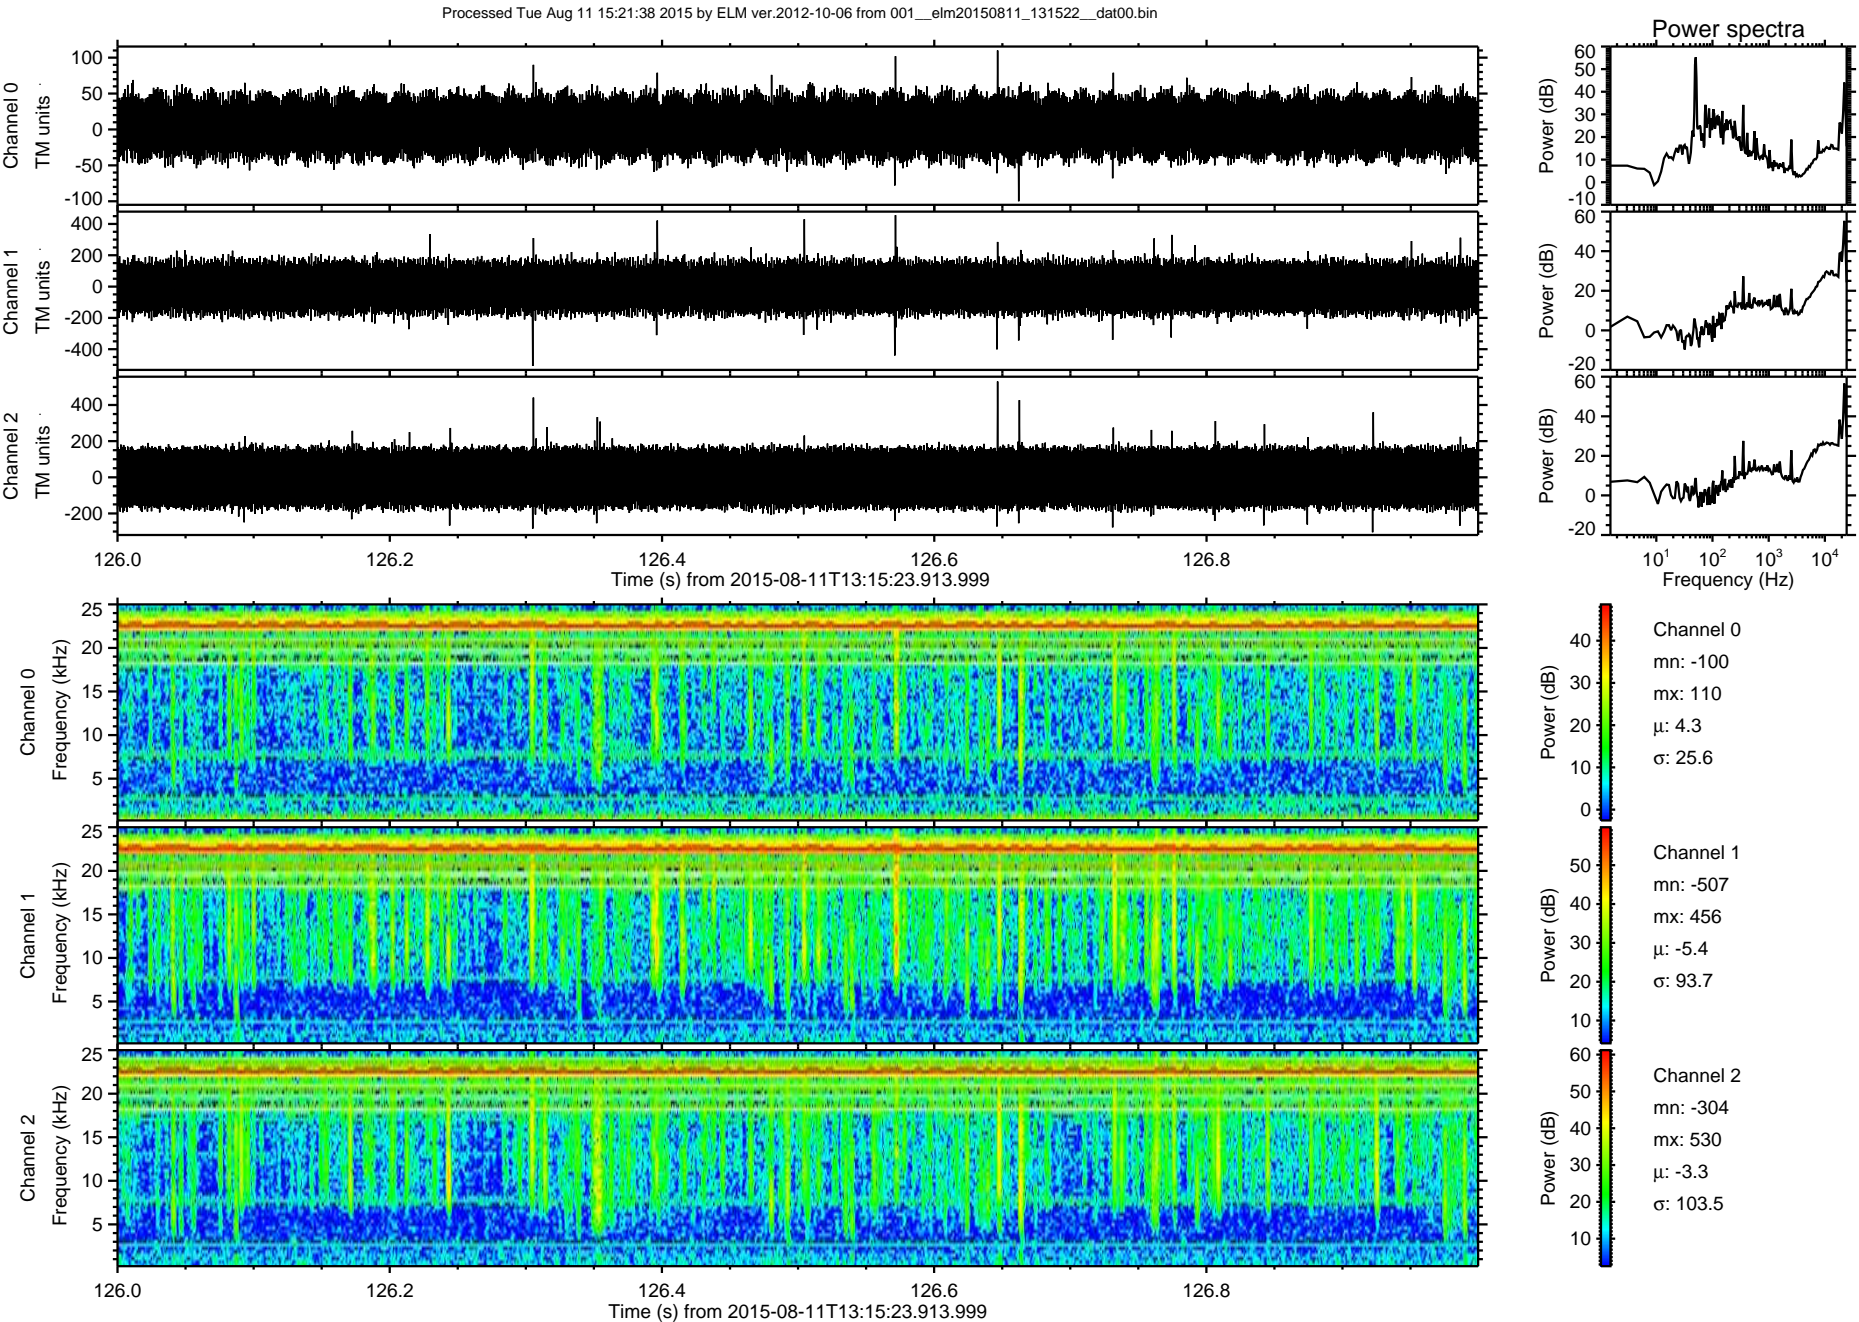 Processed Tue Aug 11 15:21:38 2015 by ELM ver.2012-10-06 from 001__elm20150811_131522__dat00.bin
Power spectra
Channel 0
TM units
100
50
0
-50
-100
Power (dB)
60
50
40
30
20
10
0
-10
Channel 1
TM units
400
200
0
-200
-400
Power (dB)
60
40
20
0
-20
Channel 2
TM units
400
200
0
-200
Power (dB)
60
40
20
0
-20
126.0 126.2 126.4 126.6 126.8
Time (s) from 2015-08-11T13:15:23.913.999
10¹ 10² 10³ 10⁴
Frequency (Hz)
Channel 0
Frequency (kHz)
25
20
15
10
5
Power (dB)
40
30
20
10
0
Channel 0
mn: -100
mx: 110
μ: 4.3
σ: 25.6
Channel 1
Frequency (kHz)
25
20
15
10
5
Power (dB)
50
40
30
20
10
Channel 1
mn: -507
mx: 456
μ: -5.4
σ: 93.7
Channel 2
Frequency (kHz)
25
20
15
10
5
Power (dB)
60
50
40
30
20
10
Channel 2
mn: -304
mx: 530
μ: -3.3
σ: 103.5
126.0 126.2 126.4 126.6 126.8
Time (s) from 2015-08-11T13:15:23.913.999